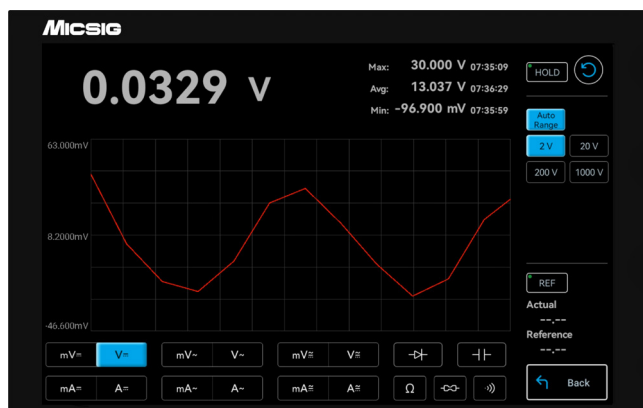 Micsig
0.0329 V
Max: 30.000 V 07:35:09
Avg: 13.037 V 07:36:29
Min: -96.900 mV 07:35:59
HOLD
Auto
Range
2 V 20 V
200 V 1000 V
63.000mV
8.2000mV
-46.600mV
REF
Actual
--.--
Reference
--.--
mV⎓ V⎓ mV~ V~ mV≅ V≅
mA⎓ A⎓ mA~ A~ mA≅ A≅ Ω
Back